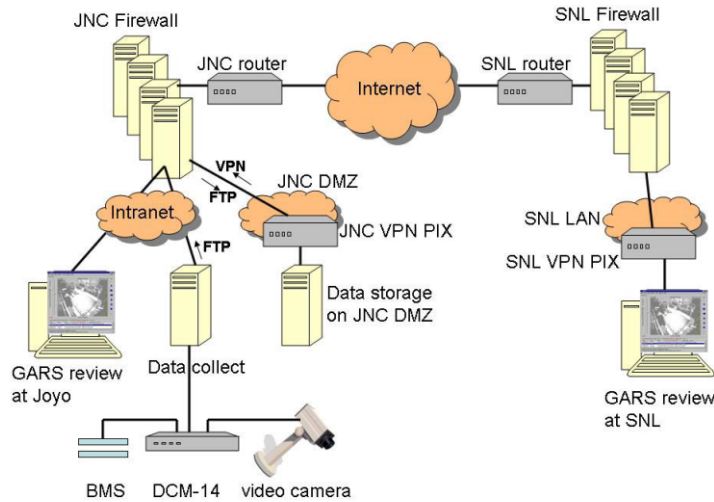 JNC Firewall
SNL Firewall
JNC router
Internet
SNL router
VPN
FTP
JNC DMZ
Intranet
JNC VPN PIX
SNL LAN
SNL VPN PIX
FTP
Data storage
on JNC DMZ
Data collect
GARS review
at Joyo
GARS review
at SNL
BMS
DCM-14
video camera